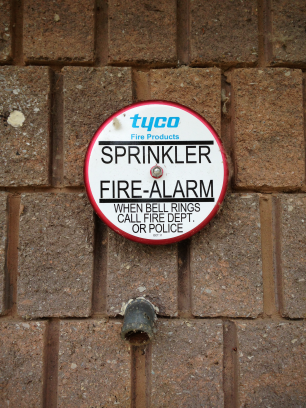 tyco
Fire Products
SPRINKLER
FIRE-ALARM
WHEN BELL RINGS
CALL FIRE DEPT.
OR POLICE